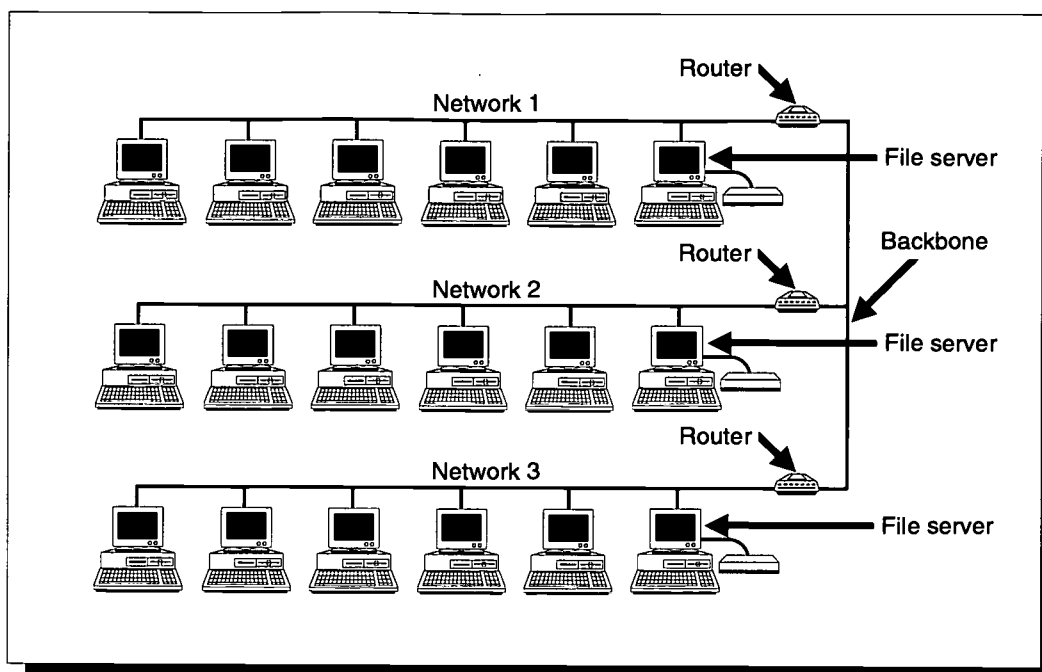 Router
Network 1
File server
Router
Backbone
Network 2
File server
Router
Network 3
File server